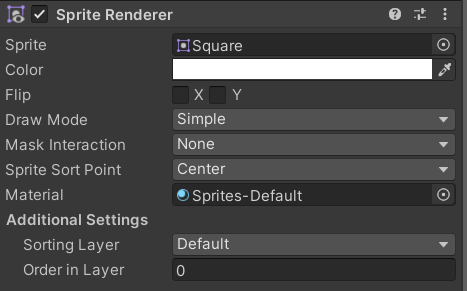 Sprite Renderer
Sprite Square
Color
Flip X Y
Draw Mode Simple
Mask Interaction None
Sprite Sort Point Center
Material Sprites-Default
Additional Settings
Sorting Layer Default
Order in Layer 0